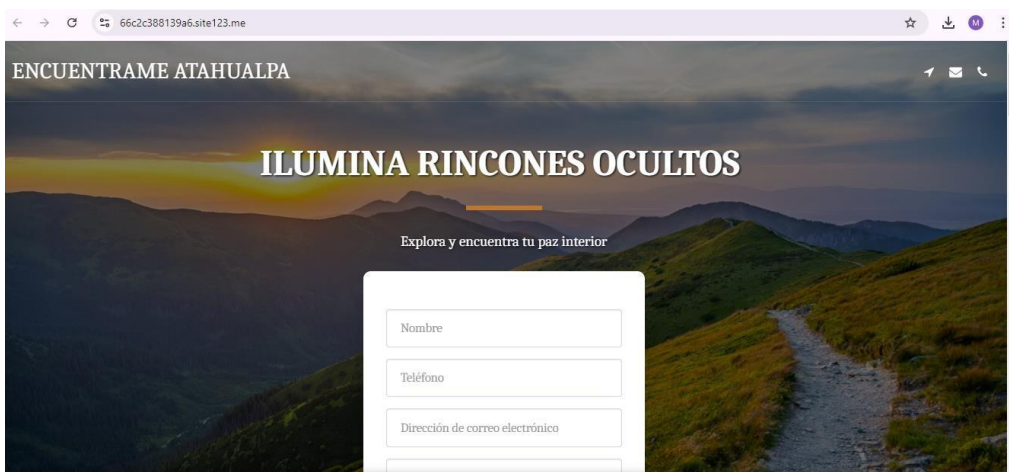 66c2c388139a6.site123.me
M
ENCUENTRAME ATAHUALPA
ILUMINA RINCONES OCULTOS
Explora y encuentra tu paz interior
Nombre
Teléfono
Dirección de correo electrónico